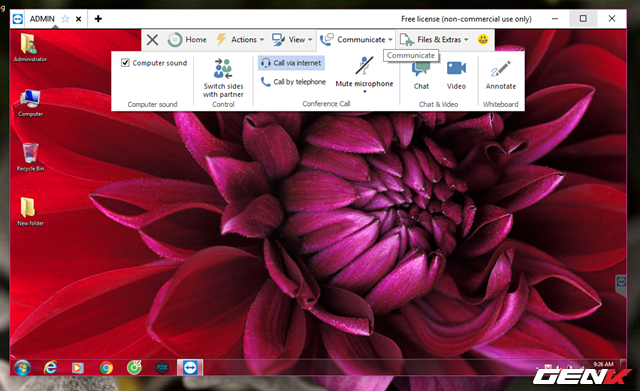 ADMIN
Free license (non-commercial use only)
Home
Actions
View
Communicate
Files & Extras
Communicate
Computer sound
Computer sound
Switch sides
with partner
Control
Call via internet
Call by telephone
Mute microphone
Conference Call
Chat
Video
Chat & Video
Annotate
Whiteboard
Administrator
Computer
Recycle Bin
New folder
9:26 AM
GENK